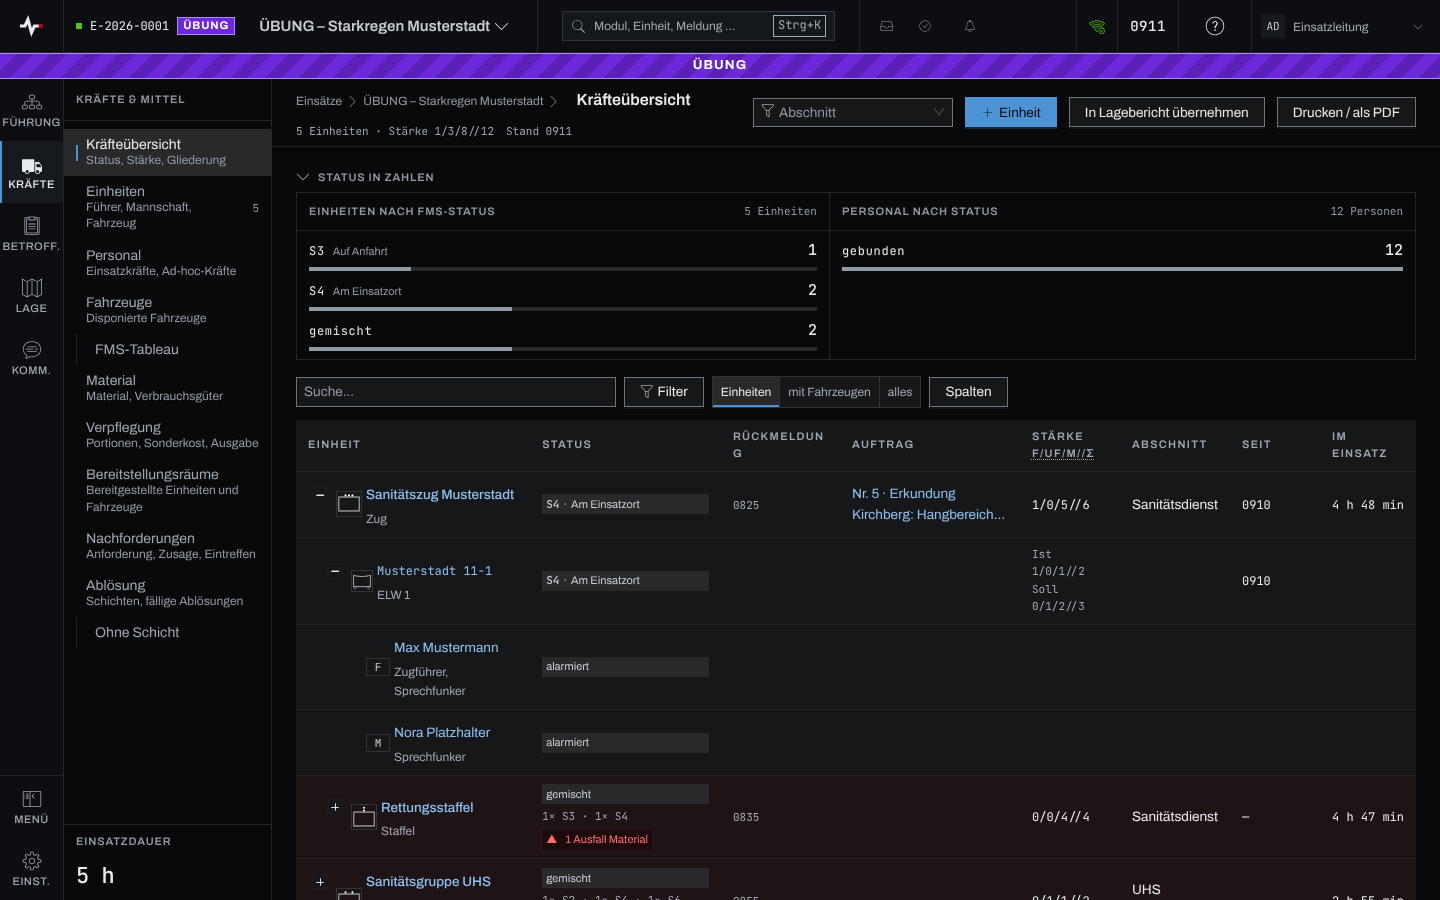 E-2026-0001 ÜBUNG ÜBUNG – Starkregen Musterstadt Modul, Einheit, Meldung ... Strg+K 0911 ? AD Einsatzleitung
ÜBUNG
FÜHRUNG
KRÄFTE
BETROFF.
LAGE
KOMM.
MENÜ
EINST.
KRÄFTE & MITTEL
Kräfteübersicht
Status, Stärke, Gliederung
Einheiten
Führer, Mannschaft, Fahrzeug
5
Personal
Einsatzkräfte, Ad-hoc-Kräfte
Fahrzeuge
Disponierte Fahrzeuge
FMS-Tableau
Material
Material, Verbrauchsgüter
Verpflegung
Portionen, Sonderkost, Ausgabe
Bereitstellungsräume
Bereitgestellte Einheiten und
Fahrzeuge
Nachforderungen
Anforderung, Zusage, Eintreffen
Ablösung
Schichten, fällige Ablösungen
Ohne Schicht
EINSATZDAUER
5 h
Einsätze ÜBUNG – Starkregen Musterstadt Kräfteübersicht
5 Einheiten · Stärke 1/3/8//12 Stand 0911
Abschnitt + Einheit In Lagebericht übernehmen Drucken / als PDF
STATUS IN ZAHLEN
EINHEITEN NACH FMS-STATUS 5 Einheiten
S3 Auf Anfahrt 1
S4 Am Einsatzort 2
gemischt 2
PERSONAL NACH STATUS 12 Personen
gebunden 12
Suche... Filter Einheiten mit Fahrzeugen alles Spalten
EINHEIT STATUS RÜCKMELDUNG AUFTRAG STÄRKE F/UF/M//Σ ABSCHNITT SEIT IM EINSATZ
Sanitätszug Musterstadt
Zug
S4 · Am Einsatzort 0825
Nr. 5 · Erkundung
Kirchberg: Hangbereich...
1/0/5//6 Sanitätsdienst 0910 4 h 48 min
Musterstadt 11-1
ELW 1
S4 · Am Einsatzort
Ist
1/0/1//2
Soll
0/1/2//3
0910
F Max Mustermann
Zugführer,
Sprechfunker
alarmiert
M Nora Platzhalter
Sprechfunker
alarmiert
+ Rettungsstaffel
Staffel
gemischt
1× S3 · 1× S4
1 Ausfall Material
0835 0/0/4//4 Sanitätsdienst – 4 h 47 min
+ Sanitätsgruppe UHS
gemischt
UHS